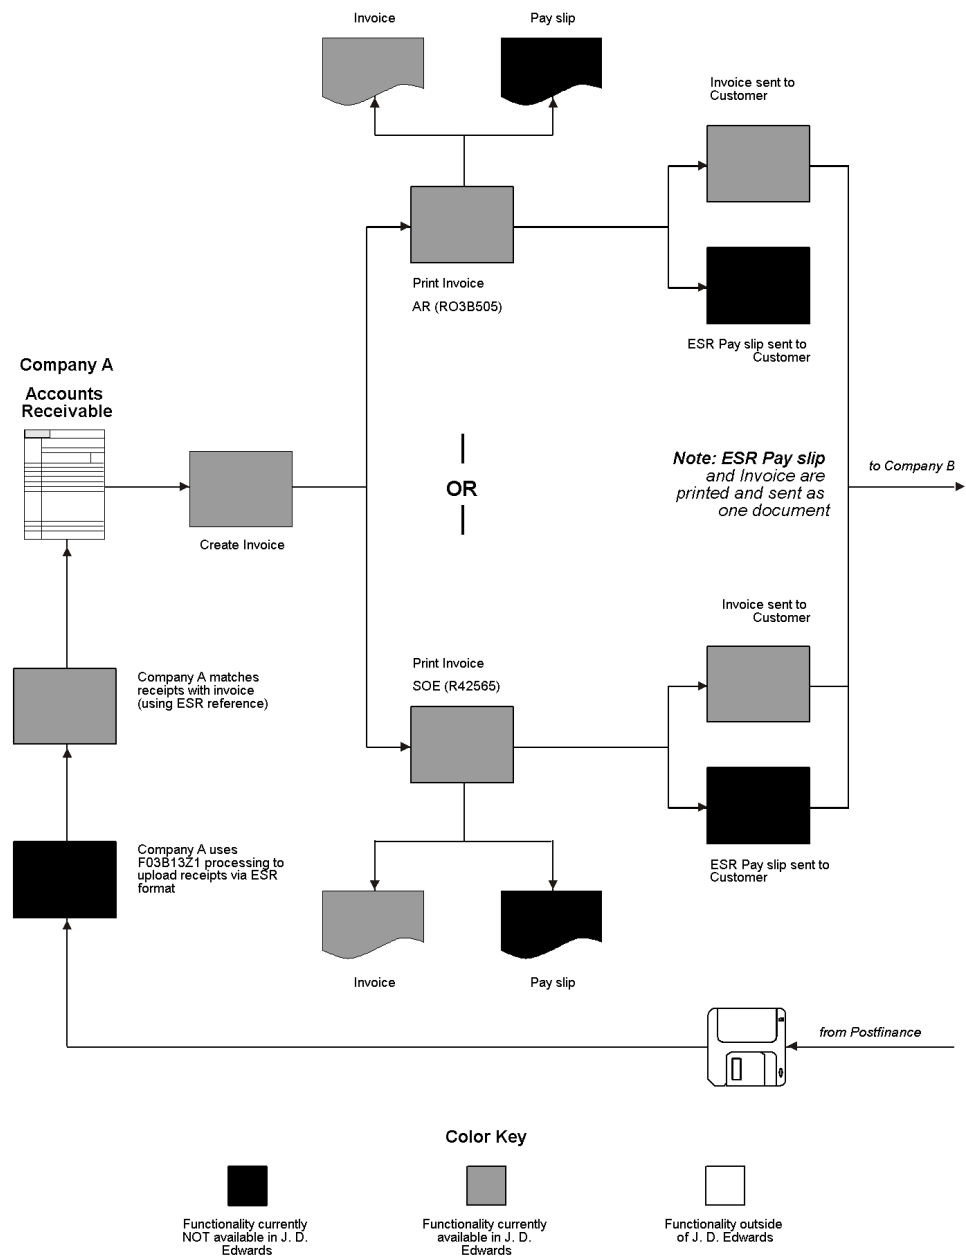 Invoice
Pay slip
Invoice sent to
Customer
Print Invoice
AR (RO3B505)
ESR Pay slip sent to
Customer
Company A
Accounts
Receivable
OR
Note: ESR Pay slip
and Invoice are
printed and sent as
one document
to Company B
Create Invoice
Invoice sent to
Customer
Print Invoice
SOE (R42565)
Company A matches
receipts with invoice
(using ESR reference)
Company A uses
F03B13Z1 processing to
upload receipts via ESR
format
ESR Pay slip sent to
Customer
Invoice
Pay slip
from Postfinance
Color Key
Functionality currently
NOT available in J. D.
Edwards
Functionality currently
available in J. D.
Edwards
Functionality outside
of J. D. Edwards